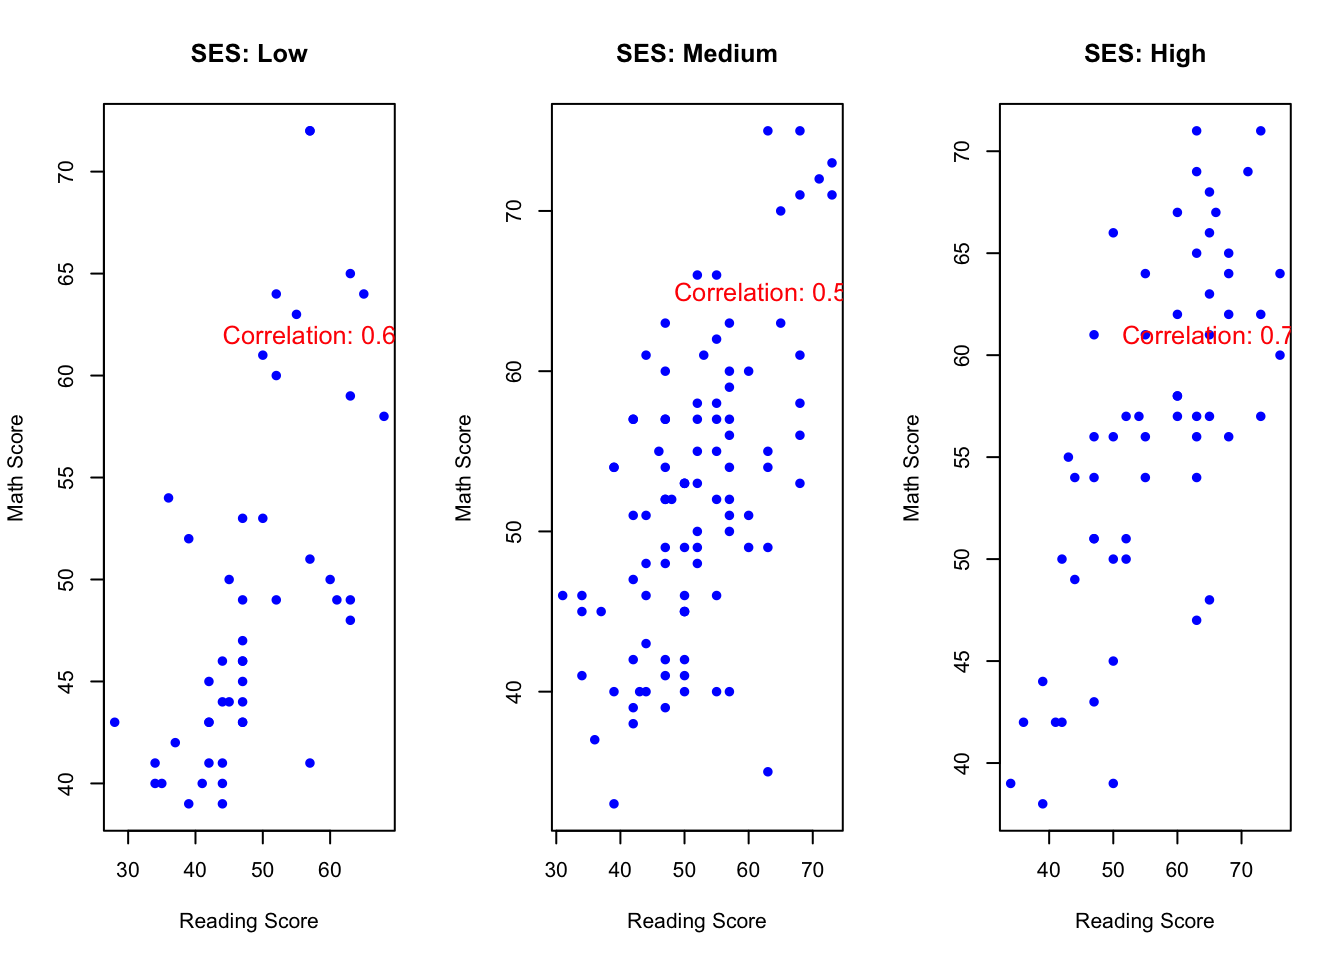 SES: Low
Math Score
70
65
60
55
50
45
40
Correlation: 0.6
30 40 50 60
Reading Score
SES: Medium
Math Score
70
60
50
40
Correlation: 0.5
30 40 50 60 70
Reading Score
SES: High
Math Score
70
65
60
55
50
45
40
Correlation: 0.7
40 50 60 70
Reading Score